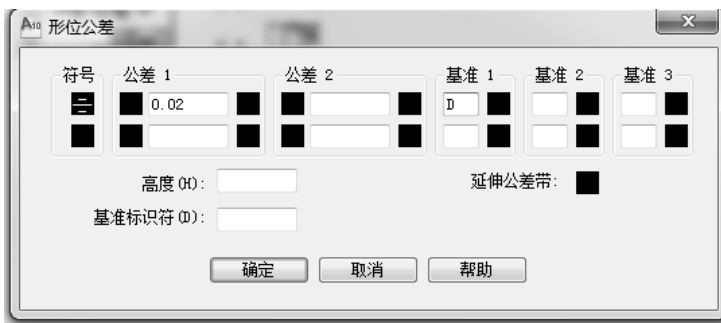 A10 形位公差
符号 公差 1 公差 2 基准 1 基准 2 基准 3
0.02 D
高度(H): 延伸公差带:
基准标识符(D):
确定 取消 帮助